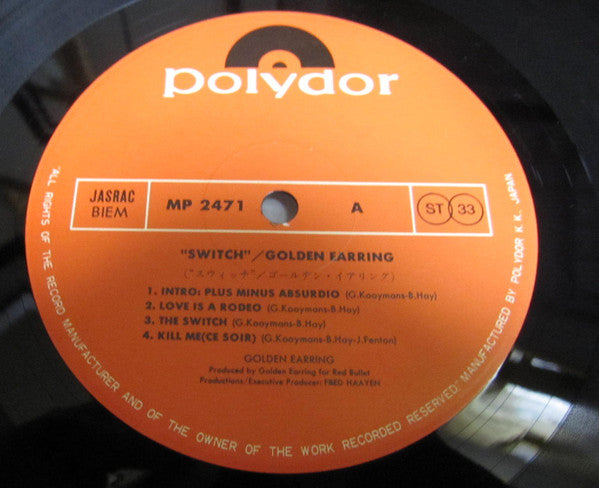 polydor
JASRAC
BIEM
MP 2471
A
ST 33
"SWITCH"/GOLDEN EARRING
("スウィッチ"/ゴールデン・イアリング)
1. INTRO: PLUS MINUS ABSURDIO (G.Kooymans-B.Hay)
2. LOVE IS A RODEO (G.Kooymans-B.Hay)
3. THE SWITCH (G.Kooymans-B.Hay)
4. KILL ME(CE SOIR) (G.Kooymans-B.Hay-J.Fenton)
GOLDEN EARRING
Produced by Golden Earring for Red Bullet
Productions/Executive Producer: FRED HAAYEN
"ALL RIGHTS OF THE RECORD MANUFACTURER AND OF THE OWNER OF THE WORK RECORDED RESERVED" MANUFACTURED BY POLYDOR K K. JAPAN